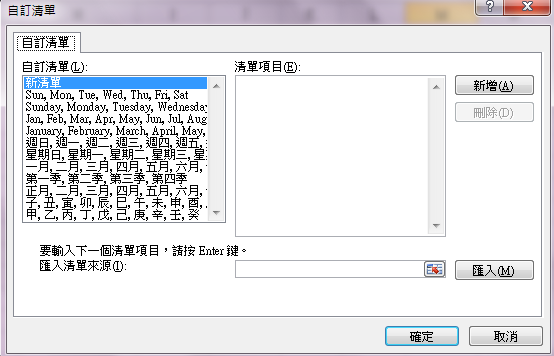 自訂清單
自訂清單
自訂清單(L):
新清單
Sun, Mon, Tue, Wed, Thu, Fri, Sat
Sunday, Monday, Tuesday, Wednesday
Jan, Feb, Mar, Apr, May, Jun, Jul, Aug
January, February, March, April, May,
週日, 週一, 週二, 週三, 週四, 週五,
星期日, 星期一, 星期二, 星期三, 星期
一月, 二月, 三月, 四月, 五月, 六月,
第一季, 第二季, 第三季, 第四季
正月, 二月, 三月, 四月, 五月, 六月,
子, 丑, 寅, 卯, 辰, 巳, 午, 未, 申, 酉,
甲, 乙, 丙, 丁, 戊, 己, 庚, 辛, 壬, 癸
清單項目(E):
新增(A)
刪除(D)
要輸入下一個清單項目，請按 Enter 鍵。
匯入清單來源(I):
匯入(M)
確定
取消